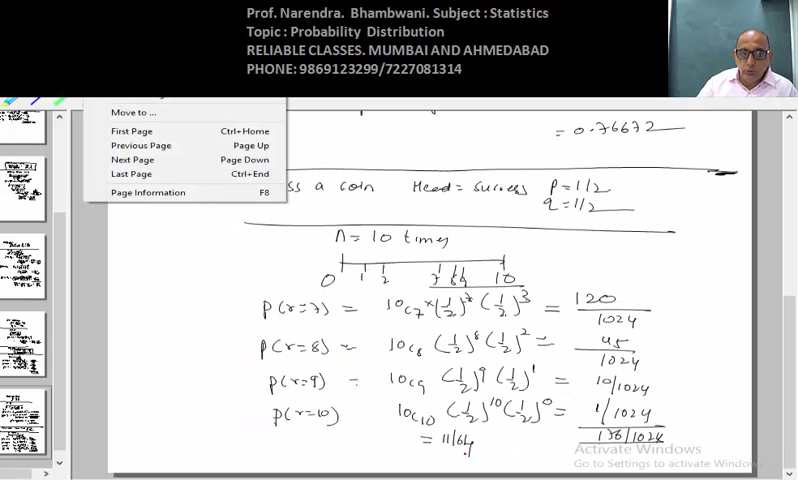 Prof. Narendra. Bhambwani. Subject : Statistics
Topic : Probability Distribution
RELIABLE CLASSES. MUMBAI AND AHMEDABAD
PHONE: 9869123299/7227081314
Move to ...
First Page Ctrl+Home
Previous Page Page Up
Next Page Page Down
Last Page Ctrl+End
Page Information F8
= 0.76672
ss a coin Head = success p = 1/2
q = 1/2
n = 10 times
0 1 2 7 8 9 10
p(r=7) = 10c7 × (1/2)^7 (1/2)^3 = 120/1024
p(r=8) = 10c8 (1/2)^8 (1/2)^2 = 45/1024
p(r=9) = 10c9 (1/2)^9 (1/2)^1 = 10/1024
p(r=10) 10c10 (1/2)^10 (1/2)^0 = 1/1024
= 11/64 176/1024
Activate Windows
Go to Settings to activate Windows